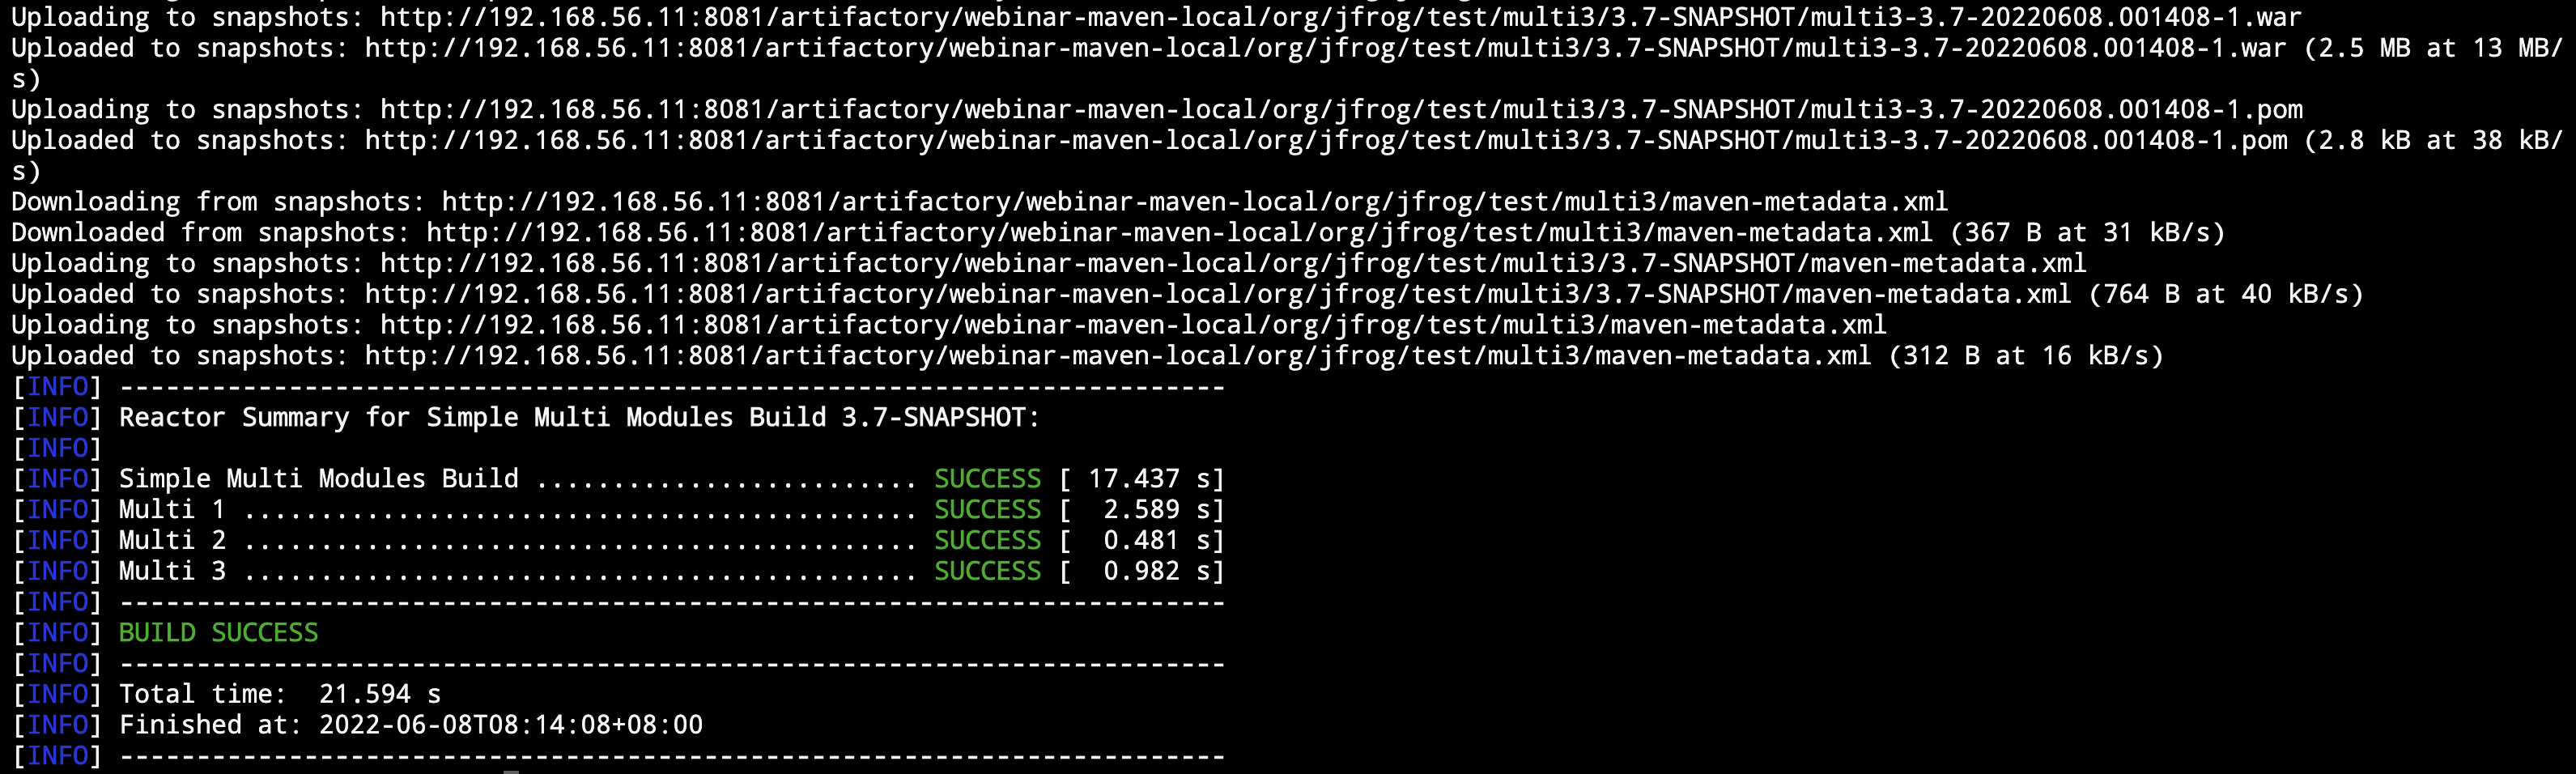 Uploading to snapshots: http://192.168.56.11:8081/artifactory/webinar-maven-local/org/jfrog/test/multi3/3.7-SNAPSHOT/multi3-3.7-20220608.001408-1.war
Uploaded to snapshots: http://192.168.56.11:8081/artifactory/webinar-maven-local/org/jfrog/test/multi3/3.7-SNAPSHOT/multi3-3.7-20220608.001408-1.war (2.5 MB at 13 MB/
s)
Uploading to snapshots: http://192.168.56.11:8081/artifactory/webinar-maven-local/org/jfrog/test/multi3/3.7-SNAPSHOT/multi3-3.7-20220608.001408-1.pom
Uploaded to snapshots: http://192.168.56.11:8081/artifactory/webinar-maven-local/org/jfrog/test/multi3/3.7-SNAPSHOT/multi3-3.7-20220608.001408-1.pom (2.8 kB at 38 kB/
s)
Downloading from snapshots: http://192.168.56.11:8081/artifactory/webinar-maven-local/org/jfrog/test/multi3/maven-metadata.xml
Downloaded from snapshots: http://192.168.56.11:8081/artifactory/webinar-maven-local/org/jfrog/test/multi3/maven-metadata.xml (367 B at 31 kB/s)
Uploading to snapshots: http://192.168.56.11:8081/artifactory/webinar-maven-local/org/jfrog/test/multi3/3.7-SNAPSHOT/maven-metadata.xml
Uploaded to snapshots: http://192.168.56.11:8081/artifactory/webinar-maven-local/org/jfrog/test/multi3/3.7-SNAPSHOT/maven-metadata.xml (764 B at 40 kB/s)
Uploading to snapshots: http://192.168.56.11:8081/artifactory/webinar-maven-local/org/jfrog/test/multi3/maven-metadata.xml
Uploaded to snapshots: http://192.168.56.11:8081/artifactory/webinar-maven-local/org/jfrog/test/multi3/maven-metadata.xml (312 B at 16 kB/s)
[INFO] ------------------------------------------------------------------------
[INFO] Reactor Summary for Simple Multi Modules Build 3.7-SNAPSHOT:
[INFO]
[INFO] Simple Multi Modules Build ......................... SUCCESS [ 17.437 s]
[INFO] Multi 1 ............................................ SUCCESS [  2.589 s]
[INFO] Multi 2 ............................................ SUCCESS [  0.481 s]
[INFO] Multi 3 ............................................ SUCCESS [  0.982 s]
[INFO] ------------------------------------------------------------------------
[INFO] BUILD SUCCESS
[INFO] ------------------------------------------------------------------------
[INFO] Total time:  21.594 s
[INFO] Finished at: 2022-06-08T08:14:08+08:00
[INFO] ------------------------------------------------------------------------